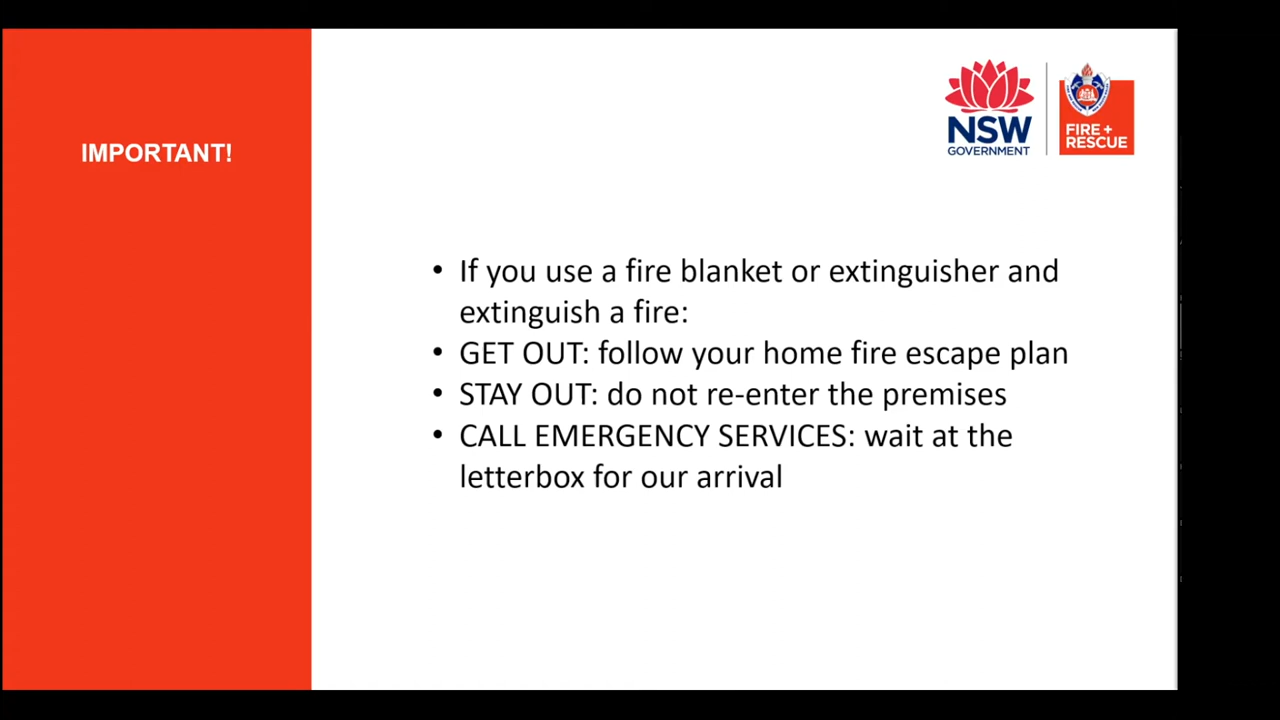 IMPORTANT!
NSW
GOVERNMENT
FIRE +
RESCUE
• If you use a fire blanket or extinguisher and
extinguish a fire:
• GET OUT: follow your home fire escape plan
• STAY OUT: do not re-enter the premises
• CALL EMERGENCY SERVICES: wait at the
letterbox for our arrival